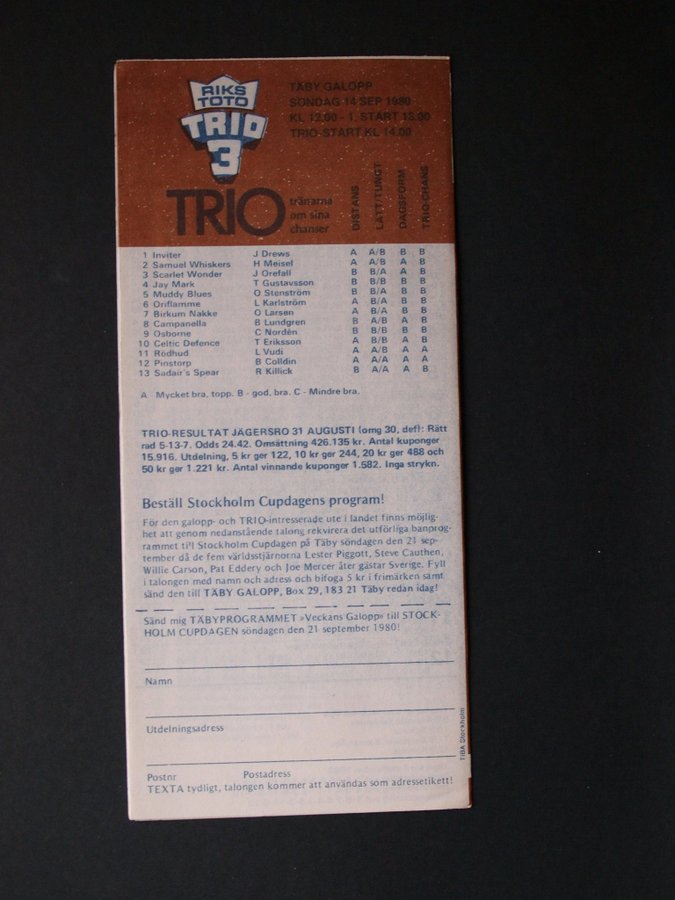 RIKS
TOTO
TRIO
3
TÄBY GALOPP
SÖNDAG 14 SEP 1980
KL 12.00 - 1. START 13.00
TRIO-START KL 14.00
TRIO
tränarna
om sina
chanser
DISTANS
LÄTT/TUNGT
DAGSFORM
TRIO-CHANS
1 Inviter J Drews A A/B B B
2 Samuel Whiskers H Meisel A A/B A B
3 Scarlet Wonder J Orefall B B/A A B
4 Jay Mark T Gustavsson B B/B B B
5 Muddy Blues O Stenström B B/A B B
6 Oriflamme L Karlström A B/B B B
7 Birkum Nakke O Larsen A B/A B B
8 Campanella B Lundgren B A/B A B
9 Osborne C Nordén B B/B B B
10 Celtic Defence T Eriksson A B/A B A
11 Rödhud L Vudi A A/B A A
12 Pinstorp B Colldin A A/A A A
13 Sadair's Spear R Killick B A/A A B
A Mycket bra, topp. B - god. bra. C - Mindre bra.
TRIO-RESULTAT JÄGERSRO 31 AUGUSTI (omg 30, def): Rätt
rad 5-13-7. Odds 24.42. Omsättning 426.135 kr. Antal kuponger
15.916. Utdelning, 5 kr ger 122, 10 kr ger 244, 20 kr ger 488 och
50 kr ger 1.221 kr. Antal vinnande kuponger 1.582. Inga strykn.
Beställ Stockholm Cupdagens program!
För den galopp- och TRIO-intresserade ute i landet finns möjlig-
het att genom nedanstående talong rekvirera det utförliga banprog-
rammet till Stockholm Cupdagen på Täby söndagen den 21 sep-
tember då de fem världsstjärnorna Lester Piggott, Steve Cauthen,
Willie Carson, Pat Eddery och Joe Mercer åter gästar Sverige. Fyll
i talongen med namn och adress och bifoga 5 kr i frimärken samt
sänd den till TÄBY GALOPP, Box 29, 183 21 Täby redan idag!
Sänd mig TÄBYPROGRAMMET »Veckans Galopp» till STOCK-
HOLM CUPDAGEN söndagen den 21 september 1980!
Namn
Utdelningsadress
Postnr Postadress
TEXTA tydligt, talongen kommer att användas som adressetikett!
TIBA Stockholm